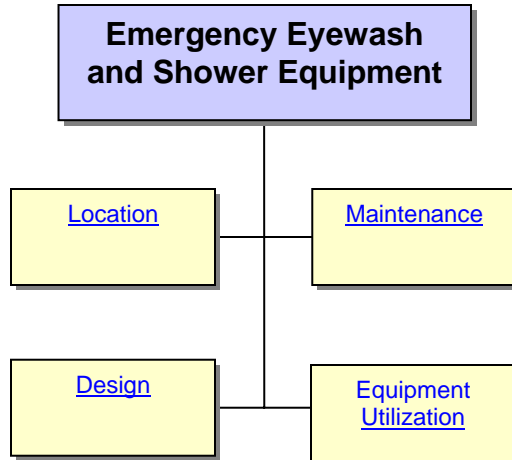 Emergency Eyewash
and Shower Equipment
Location
Maintenance
Design
Equipment
Utilization